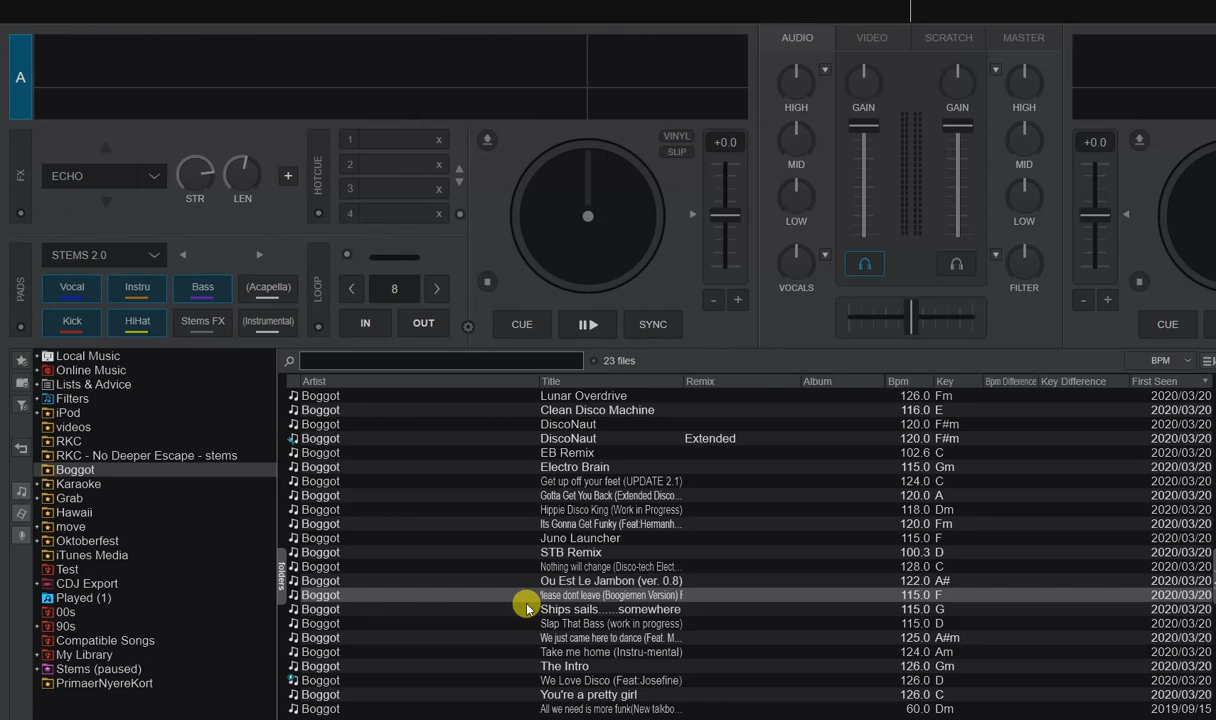 AUDIO VIDEO SCRATCH MASTER
A
HIGH GAIN GAIN HIGH
VINYL
SLIP
+0.0 +0.0
HOTCUE
1 x
2 x
3 x
4 x
FX
ECHO
STR LEN +
MID MID
LOW LOW
VOCALS FILTER
PADS
STEMS 2.0
Vocal Instru Bass (Acapella)
Kick HiHat Stems FX (Instrumental)
LOOP
8
IN OUT
CUE SYNC
- +
- +
CUE
23 files
BPM
Artist Title Remix Album Bpm Key Bpm Difference Key Difference First Seen
Local Music
Online Music
Lists & Advice
Filters
iPod
videos
RKC
RKC - No Deeper Escape - stems
Boggot
Karaoke
Grab
Hawaii
move
Oktoberfest
iTunes Media
Test
CDJ Export
Played (1)
00s
90s
Compatible Songs
My Library
Stems (paused)
PrimaerNyereKort
folders
Boggot Lunar Overdrive 126.0 Fm 2020/03/20
Boggot Clean Disco Machine 116.0 E 2020/03/20
Boggot DiscoNaut 120.0 F#m 2020/03/20
Boggot DiscoNaut Extended 120.0 F#m 2020/03/20
Boggot EB Remix 102.6 C 2020/03/20
Boggot Electro Brain 115.0 Gm 2020/03/20
Boggot Get up off your feet (UPDATE 2.1) 124.0 C 2020/03/20
Boggot Gotta Get You Back (Extended Disco... 120.0 A 2020/03/20
Boggot Hippie Disco King (Work in Progress) 118.0 Dm 2020/03/20
Boggot Its Gonna Get Funky (Feat:Hermanh... 120.0 Fm 2020/03/20
Boggot Juno Launcher 115.0 F 2020/03/20
Boggot STB Remix 100.3 D 2020/03/20
Boggot Nothing will change (Disco-tech Elect... 128.0 C 2020/03/20
Boggot Ou Est Le Jambon (ver. 0.8) 122.0 A# 2020/03/20
Boggot lease dont leave (Boogiemen Version) F 115.0 F 2020/03/20
Boggot Ships sails......somewhere 115.0 G 2020/03/20
Boggot Slap That Bass (work in progress) 115.0 D 2020/03/20
Boggot We just came here to dance (Feat. M... 125.0 A#m 2020/03/20
Boggot Take me home (Instru-mental) 124.0 Am 2020/03/20
Boggot The Intro 126.0 Gm 2020/03/20
Boggot We Love Disco (Feat:Josefine) 126.0 D 2020/03/20
Boggot You're a pretty girl 126.0 C 2020/03/20
Boggot All we need is more funk(New talkbo... 60.0 D 2019/09/15